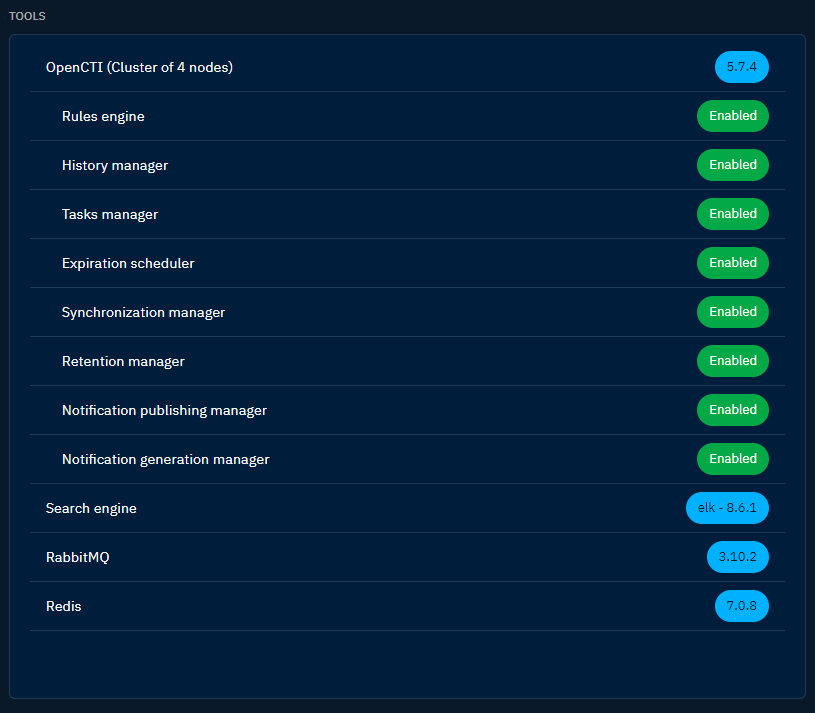 TOOLS
OpenCTI (Cluster of 4 nodes) 5.7.4
Rules engine Enabled
History manager Enabled
Tasks manager Enabled
Expiration scheduler Enabled
Synchronization manager Enabled
Retention manager Enabled
Notification publishing manager Enabled
Notification generation manager Enabled
Search engine elk - 8.6.1
RabbitMQ 3.10.2
Redis 7.0.8